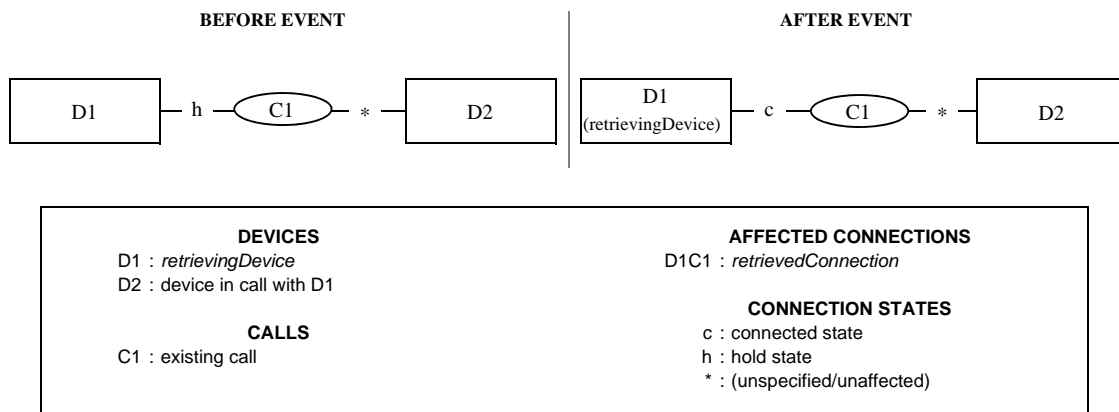 BEFORE EVENT
AFTER EVENT
D1 h C1 * D2
D1
(retrievingDevice)
c C1 * D2
DEVICES
D1 : retrievingDevice
D2 : device in call with D1
CALLS
C1 : existing call
AFFECTED CONNECTIONS
D1C1 : retrievedConnection
CONNECTION STATES
c : connected state
h : hold state
* : (unspecified/unaffected)